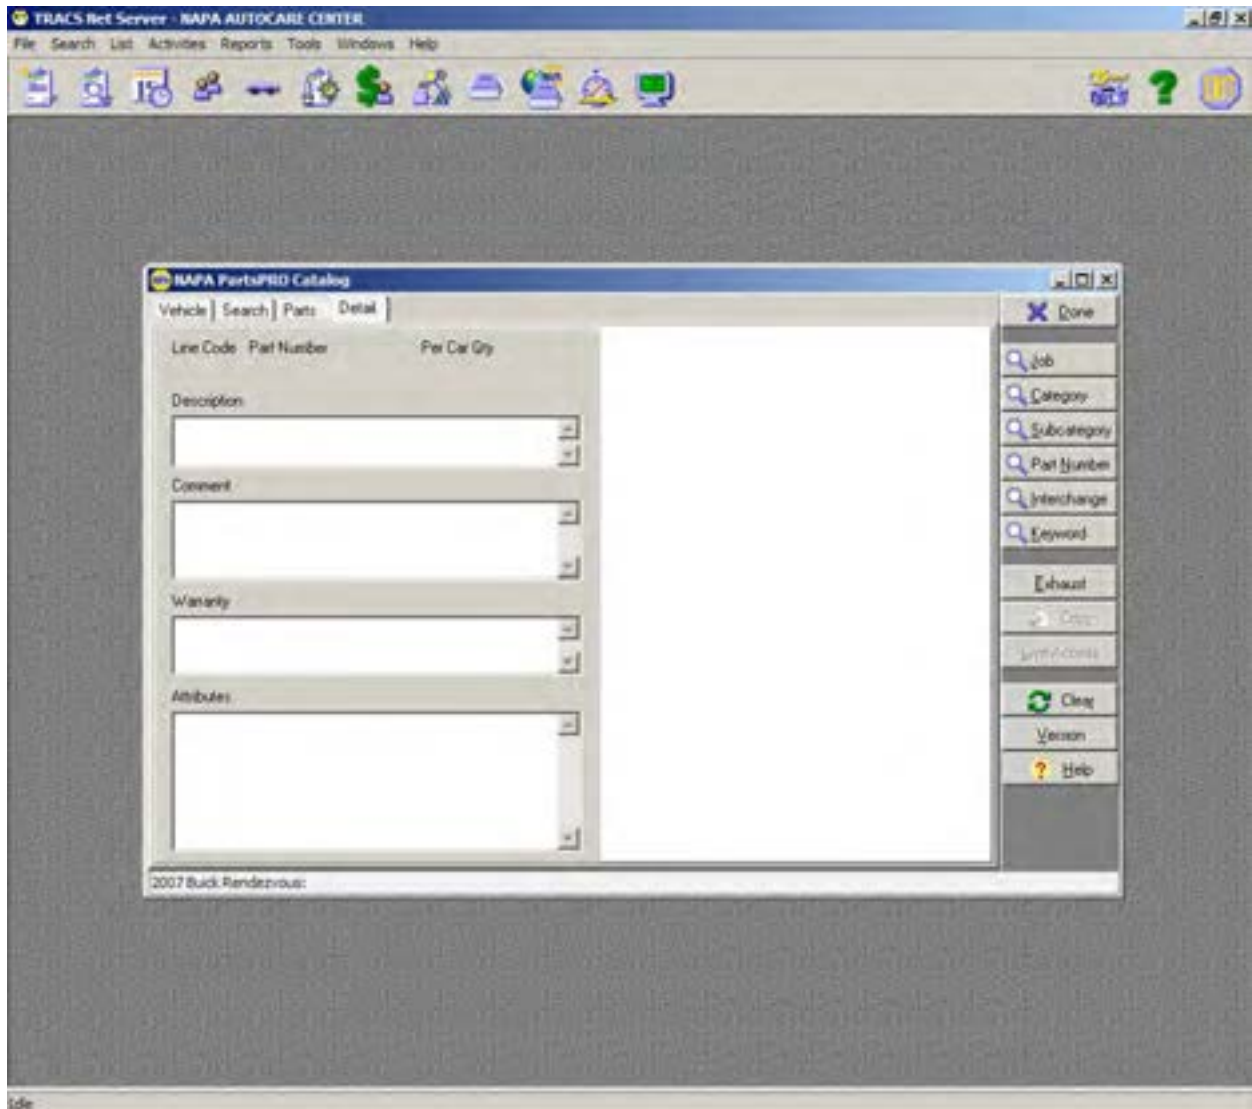 TRACS Net Server - NAPA AUTOCARE CENTER
File Search List Activities Reports Tools Windows Help
NAPA PartsPRO Catalog
Vehicle Search Parts Detail
Done
Line Code Part Number Per Car Qty
Job
Description
Category
Subcategory
Part Number
Comment
Interchange
Keyword
Exhaust
Warranty
Copy
Attributes
Clear
Version
Help
2007 Buick Rendezvous:
Idle